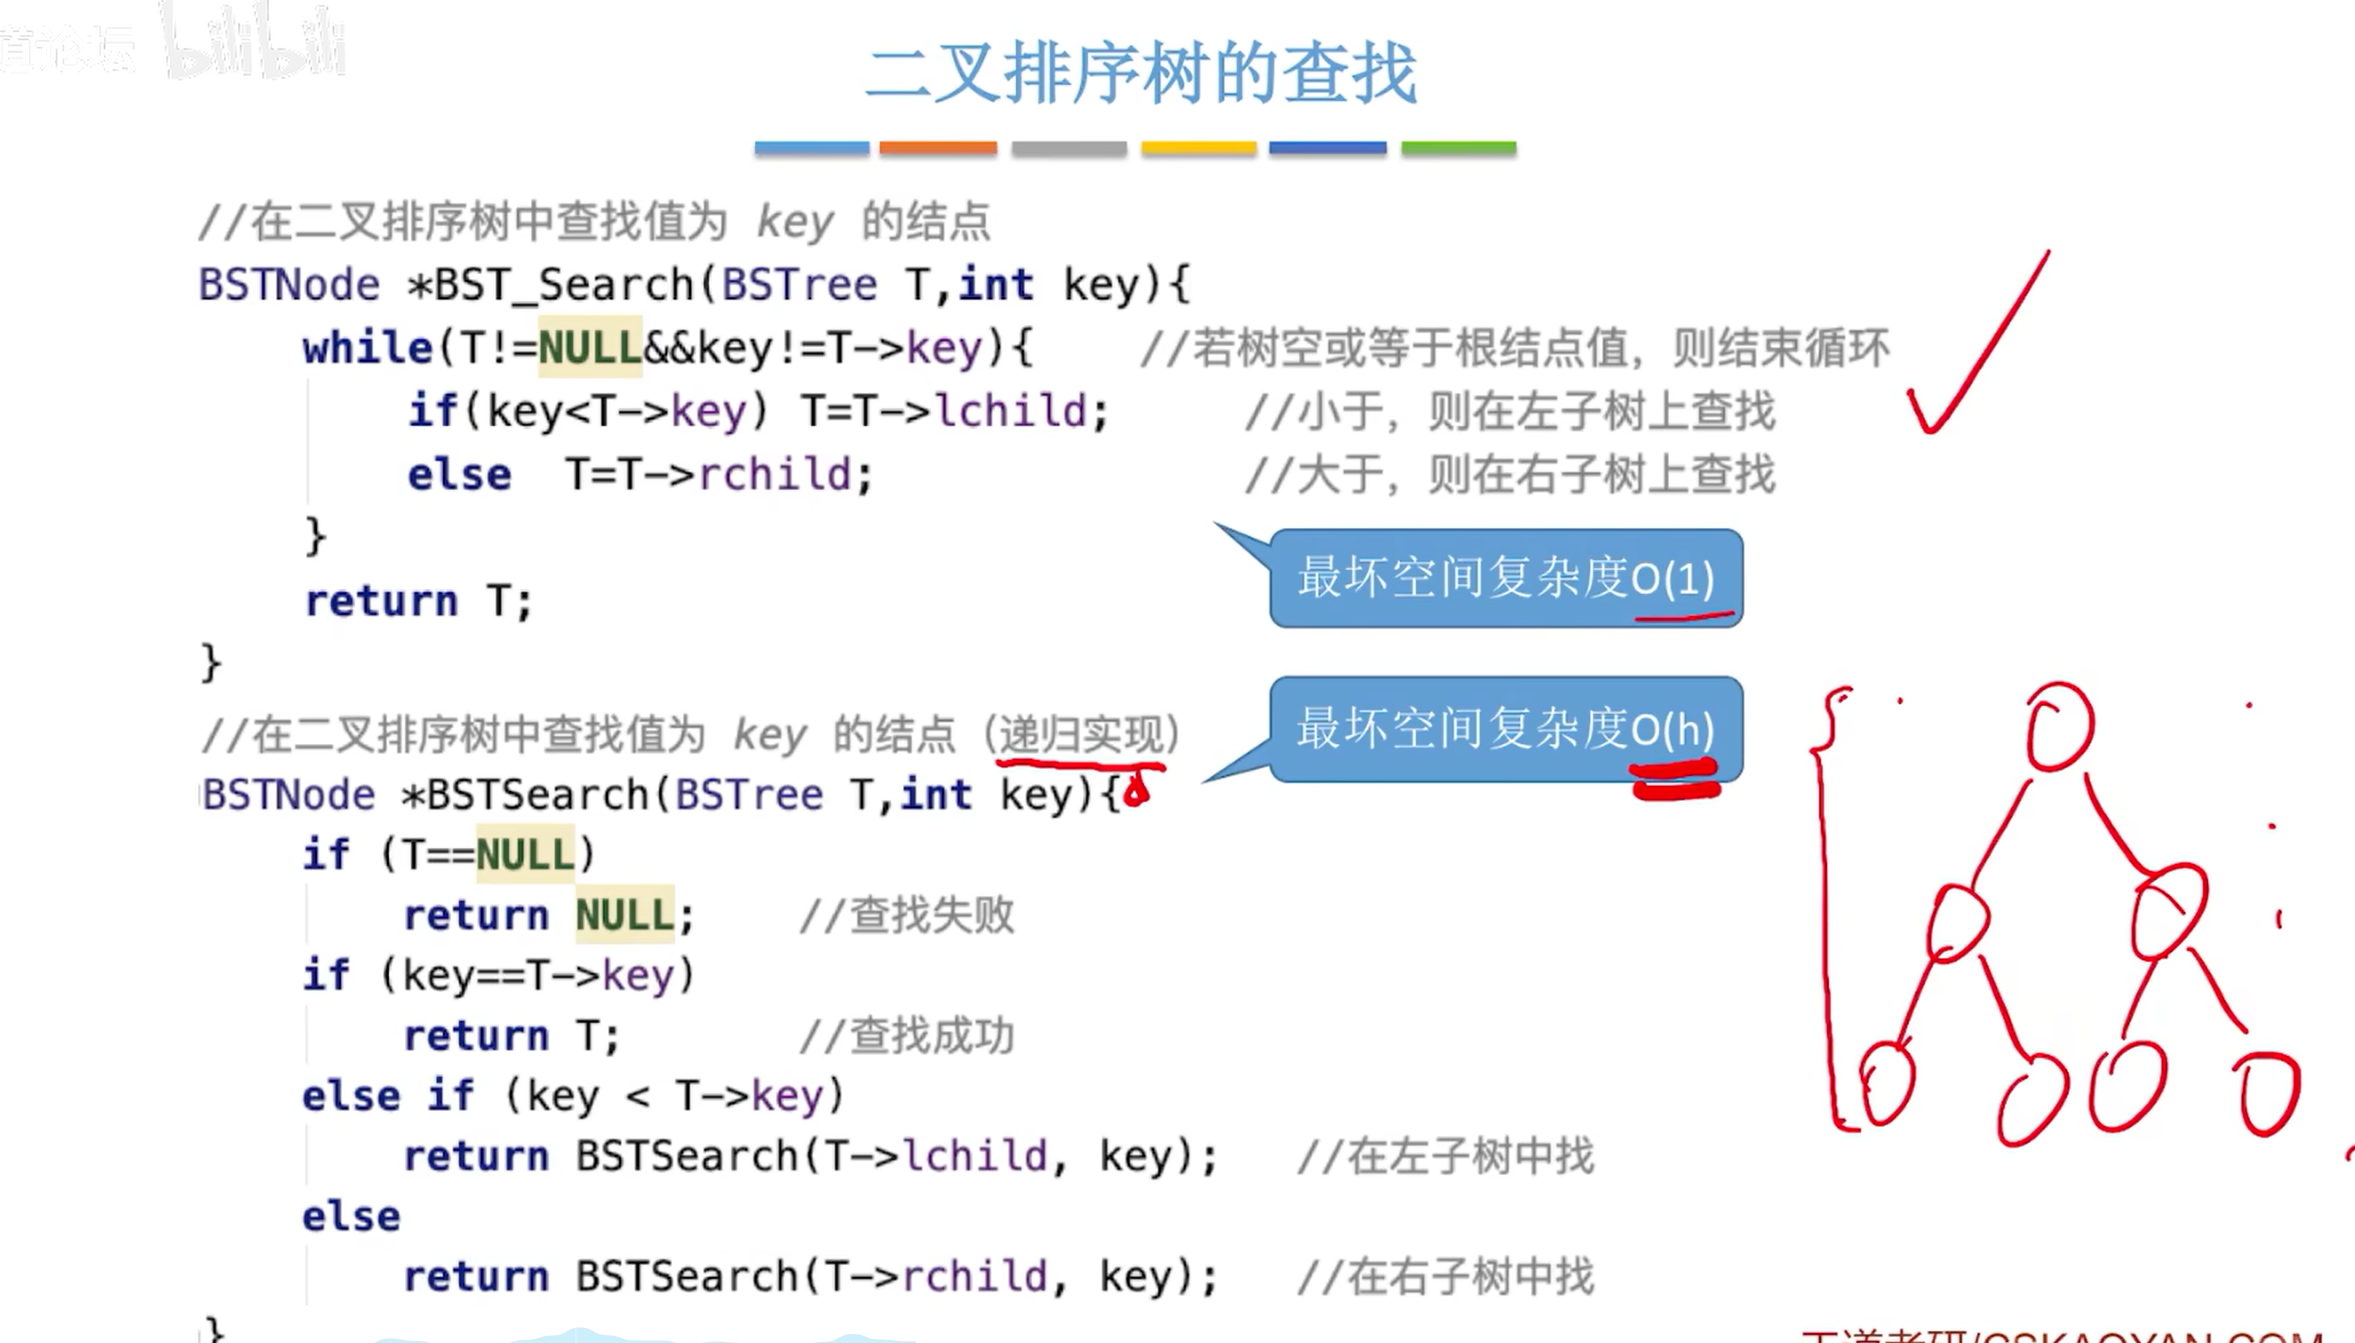 道论坛 bilibili
二叉排序树的查找
//在二叉排序树中查找值为 key 的结点
BSTNode *BST_Search(BSTree T,int key){
while(T!=NULL&&key!=T->key){ //若树空或等于根结点值，则结束循环
if(key<T->key) T=T->lchild; //小于，则在左子树上查找
else T=T->rchild; //大于，则在右子树上查找
}
最坏空间复杂度O(1)
return T;
}
//在二叉排序树中查找值为 key 的结点（递归实现）
最坏空间复杂度O(h)
BSTNode *BSTSearch(BSTree T,int key){
if (T==NULL)
return NULL; //查找失败
if (key==T->key)
return T; //查找成功
else if (key < T->key)
return BSTSearch(T->lchild, key); //在左子树中找
else
return BSTSearch(T->rchild, key); //在右子树中找
}
王道考研/CSKAOYAN.COM